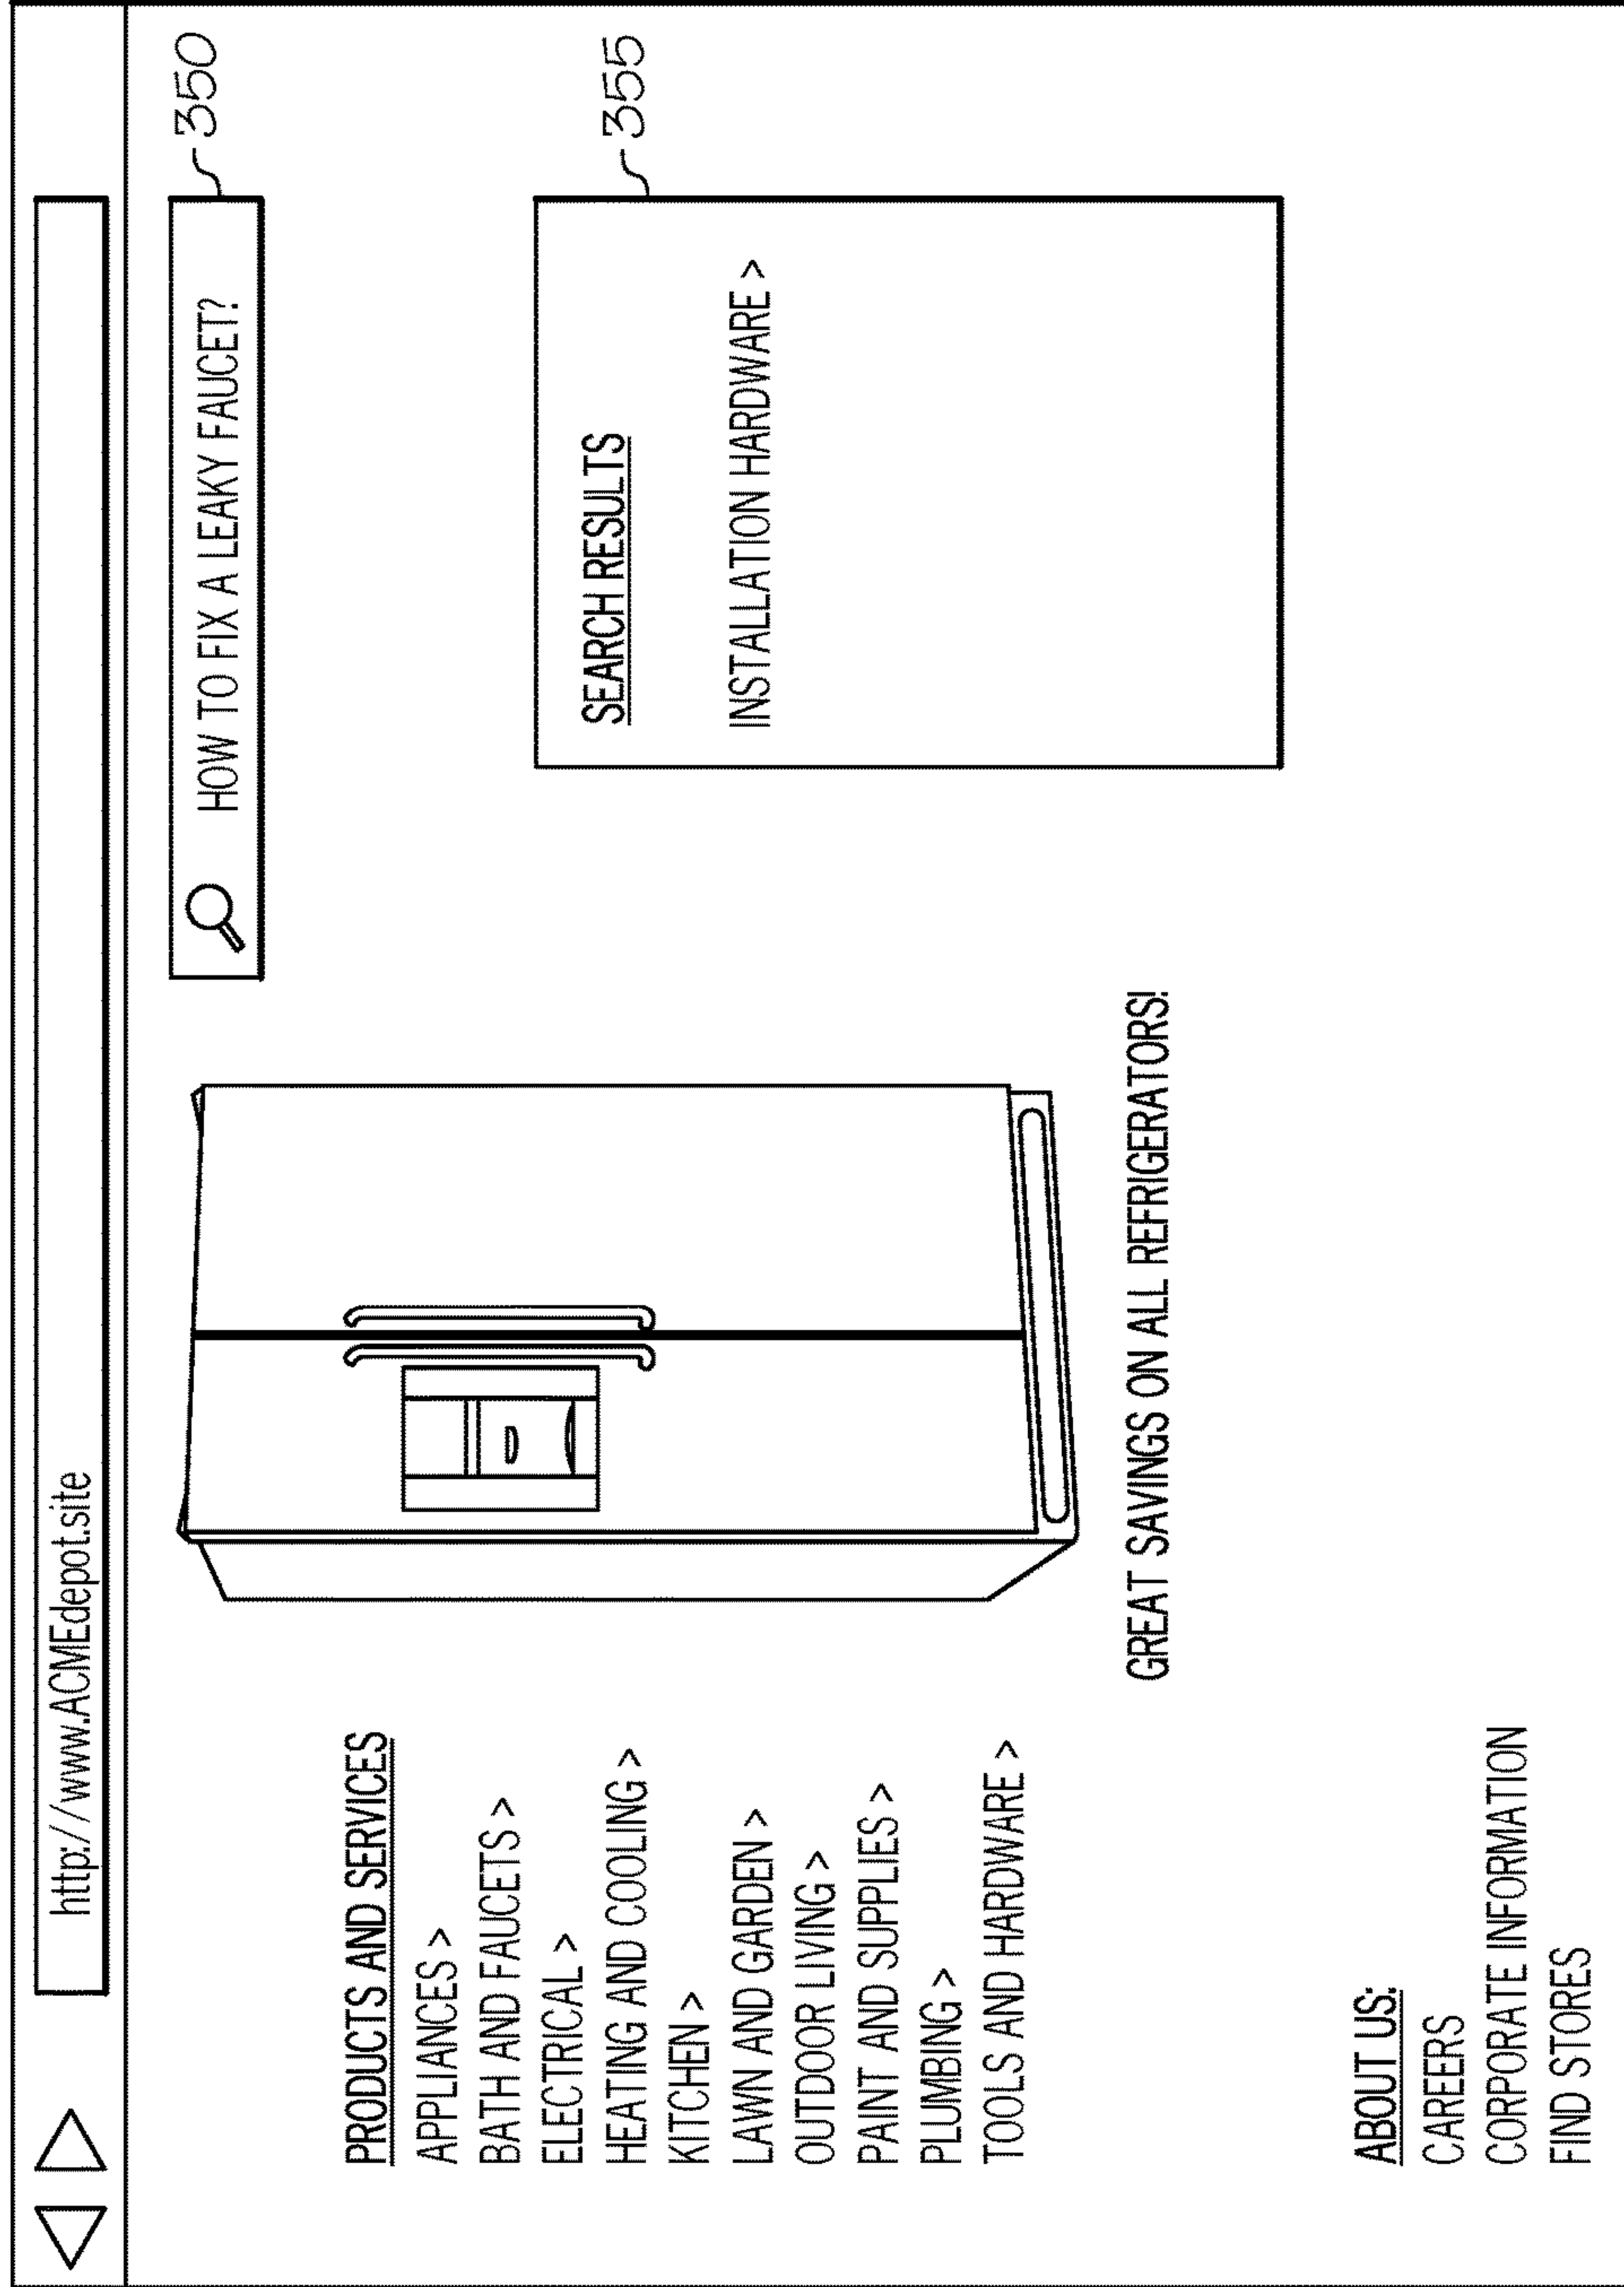 http://www.ACMEdepot.site
HOW TO FIX A LEAKY FAUCET?
350
PRODUCTS AND SERVICES
APPLIANCES >
BATH AND FAUCETS >
ELECTRICAL >
HEATING AND COOLING >
KITCHEN >
LAWN AND GARDEN >
OUTDOOR LIVING >
PAINT AND SUPPLIES >
PLUMBING >
TOOLS AND HARDWARE >
GREAT SAVINGS ON ALL REFRIGERATORS!
SEARCH RESULTS
355
INSTALLATION HARDWARE >
ABOUT US:
CAREERS
CORPORATE INFORMATION
FIND STORES